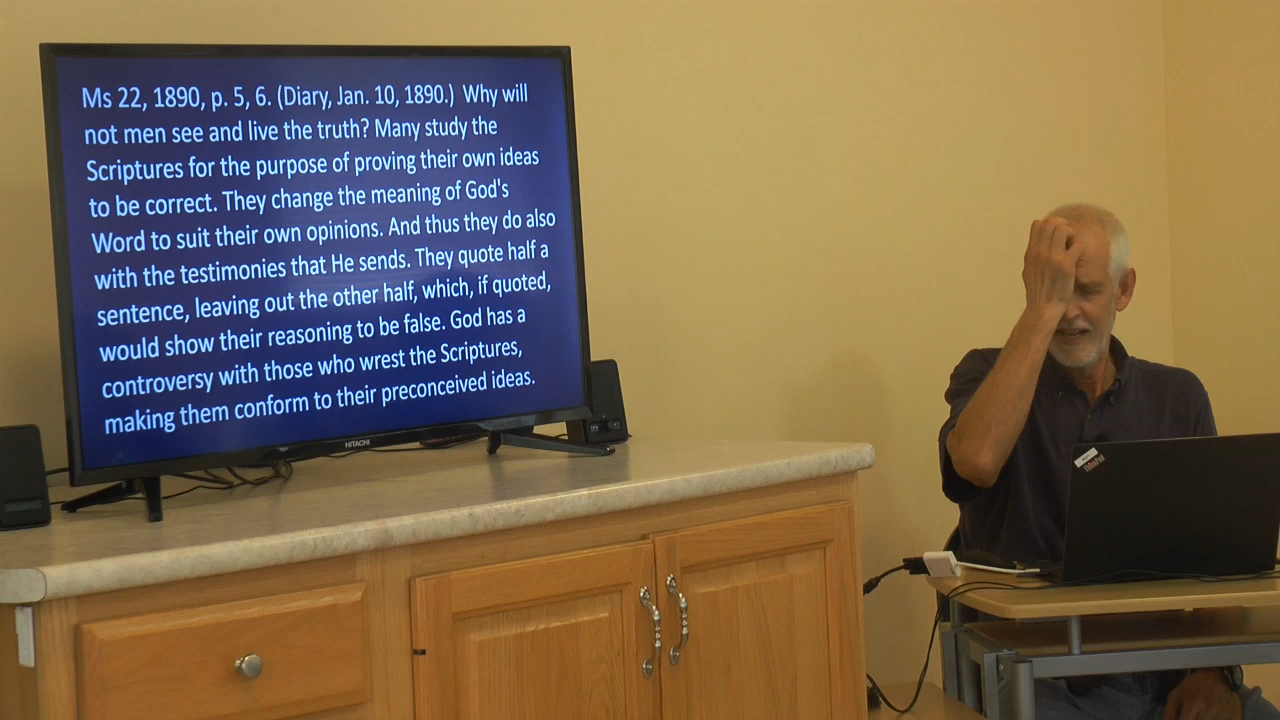 Ms 22, 1890, p. 5, 6. (Diary, Jan. 10, 1890.) Why will
not men see and live the truth? Many study the
Scriptures for the purpose of proving their own ideas
to be correct. They change the meaning of God's
Word to suit their own opinions. And thus they do also
with the testimonies that He sends. They quote half a
sentence, leaving out the other half, which, if quoted,
would show their reasoning to be false. God has a
controversy with those who wrest the Scriptures,
making them conform to their preconceived ideas.
HITACHI
ThinkPad